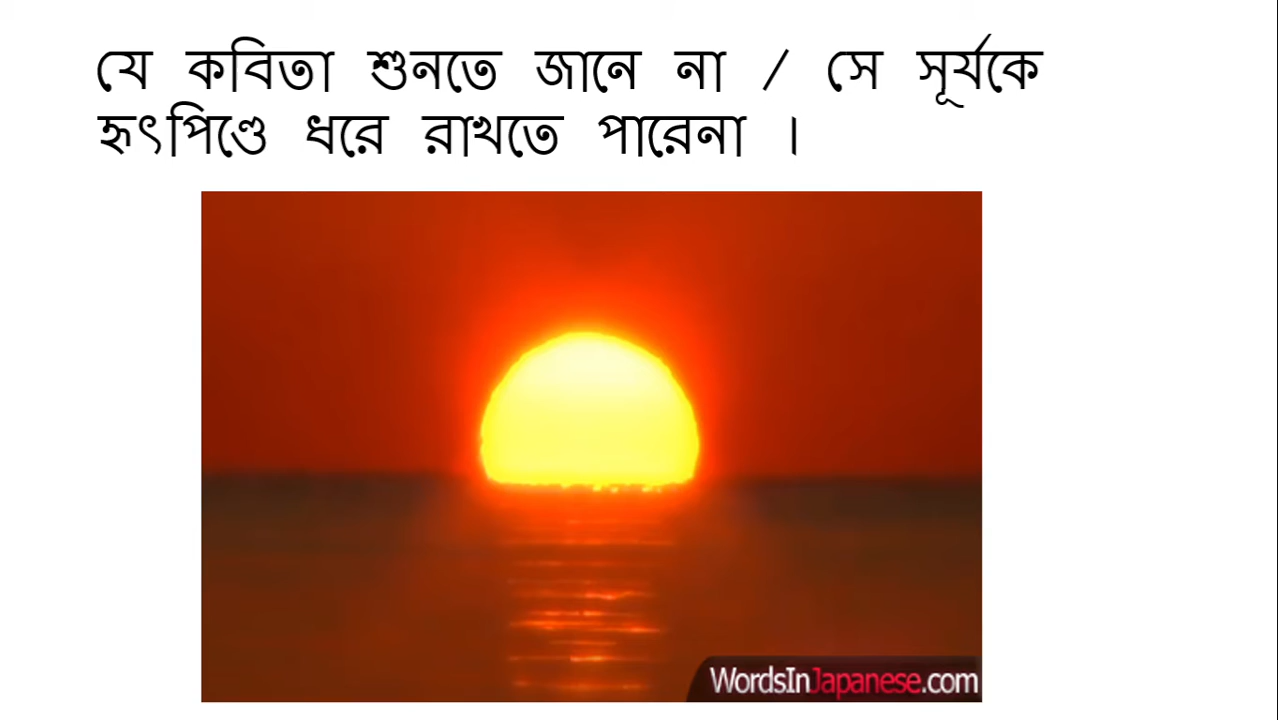 যে কবিতা শুনতে জানে না / সে সূর্যকে
হৃৎপিণ্ডে ধরে রাখতে পারেনা ।
WordsInJapanese.com